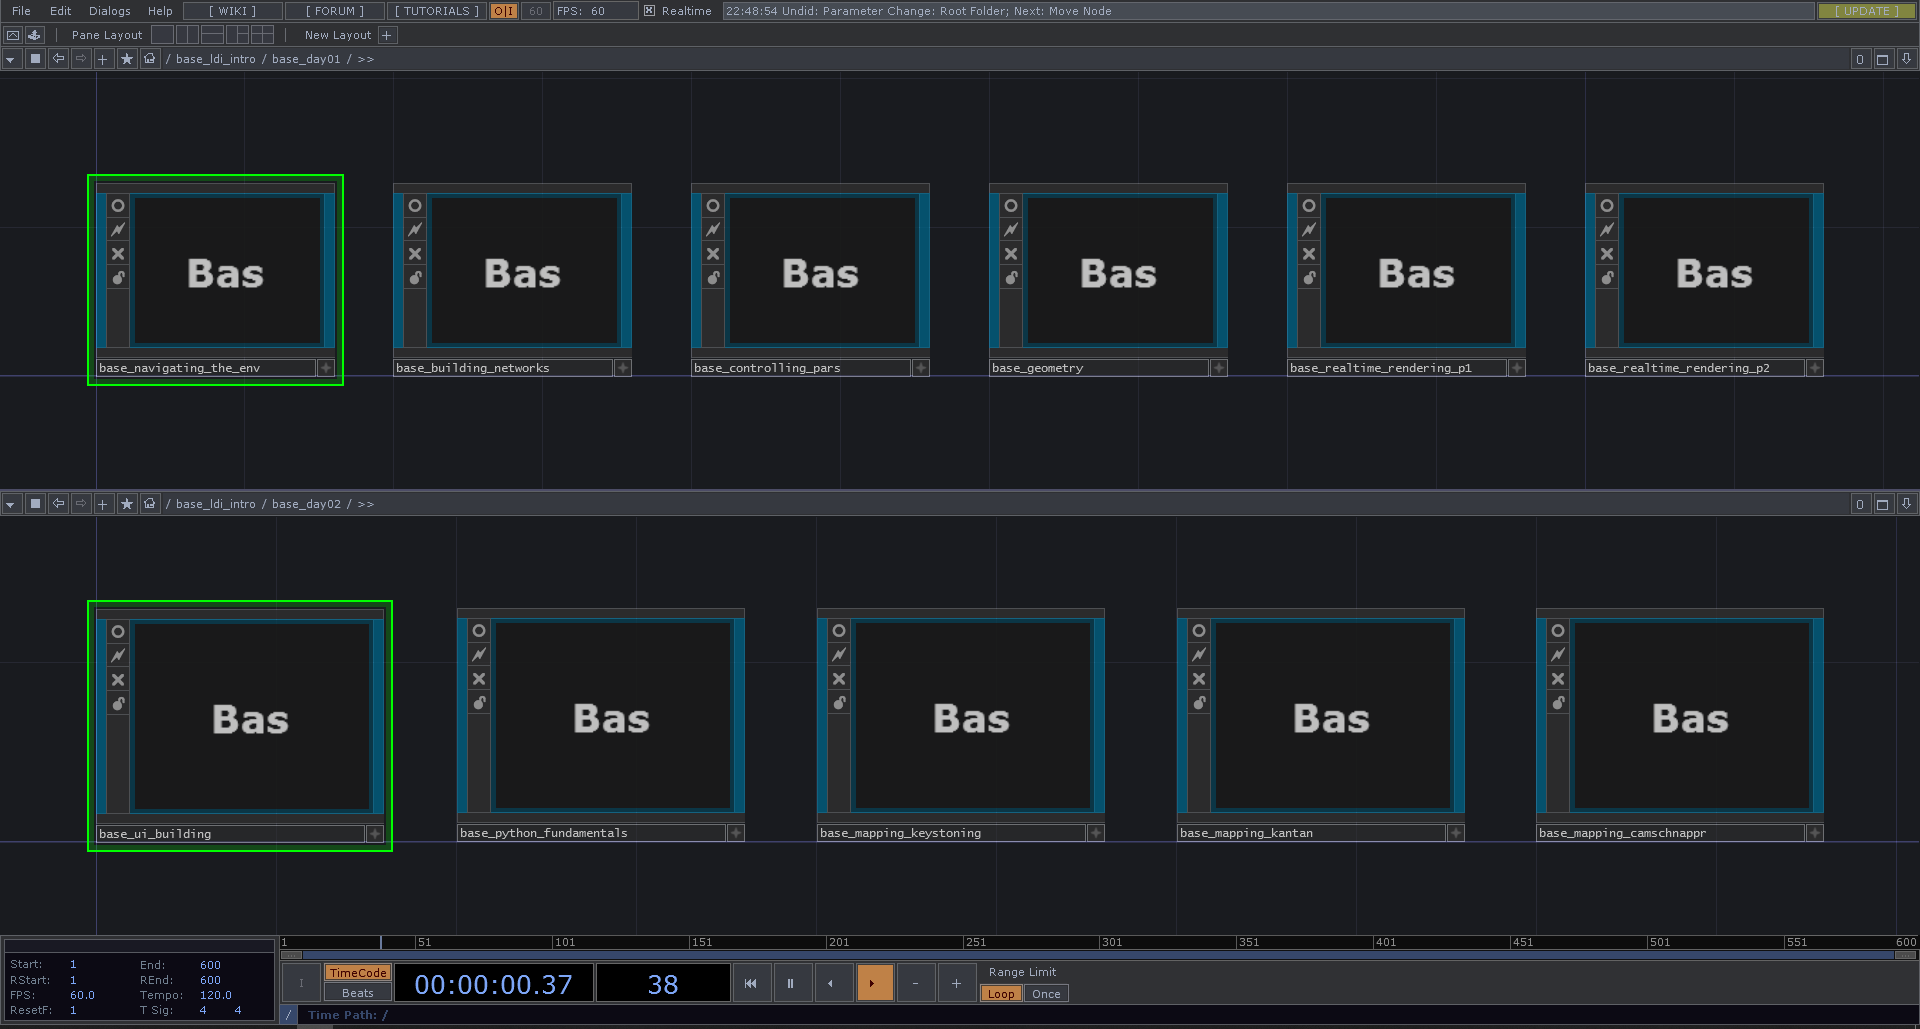 File Edit Dialogs Help [ WIKI ] [ FORUM ] [ TUTORIALS ] O|I 60 FPS: 60 Realtime 22:48:54 Undid: Parameter Change: Root Folder; Next: Move Node [ UPDATE ]
Pane Layout New Layout +
/ base_ldi_intro / base_day01 / >> 0
Bas Bas Bas Bas Bas Bas
base_navigating_the_env base_building_networks base_controlling_pars base_geometry base_realtime_rendering_p1 base_realtime_rendering_p2
/ base_ldi_intro / base_day02 / >> 0
Bas Bas Bas Bas Bas
base_ui_building base_python_fundamentals base_mapping_keystoning base_mapping_kantan base_mapping_camschnappr
1 51 101 151 201 251 301 351 401 451 501 551 600
Start: 1 End: 600
RStart: 1 REnd: 600
FPS: 60.0 Tempo: 120.0
ResetF: 1 T Sig: 4 4
I TimeCode 00:00:00.37 38 - + Range Limit
Beats Loop Once
/ Time Path: /